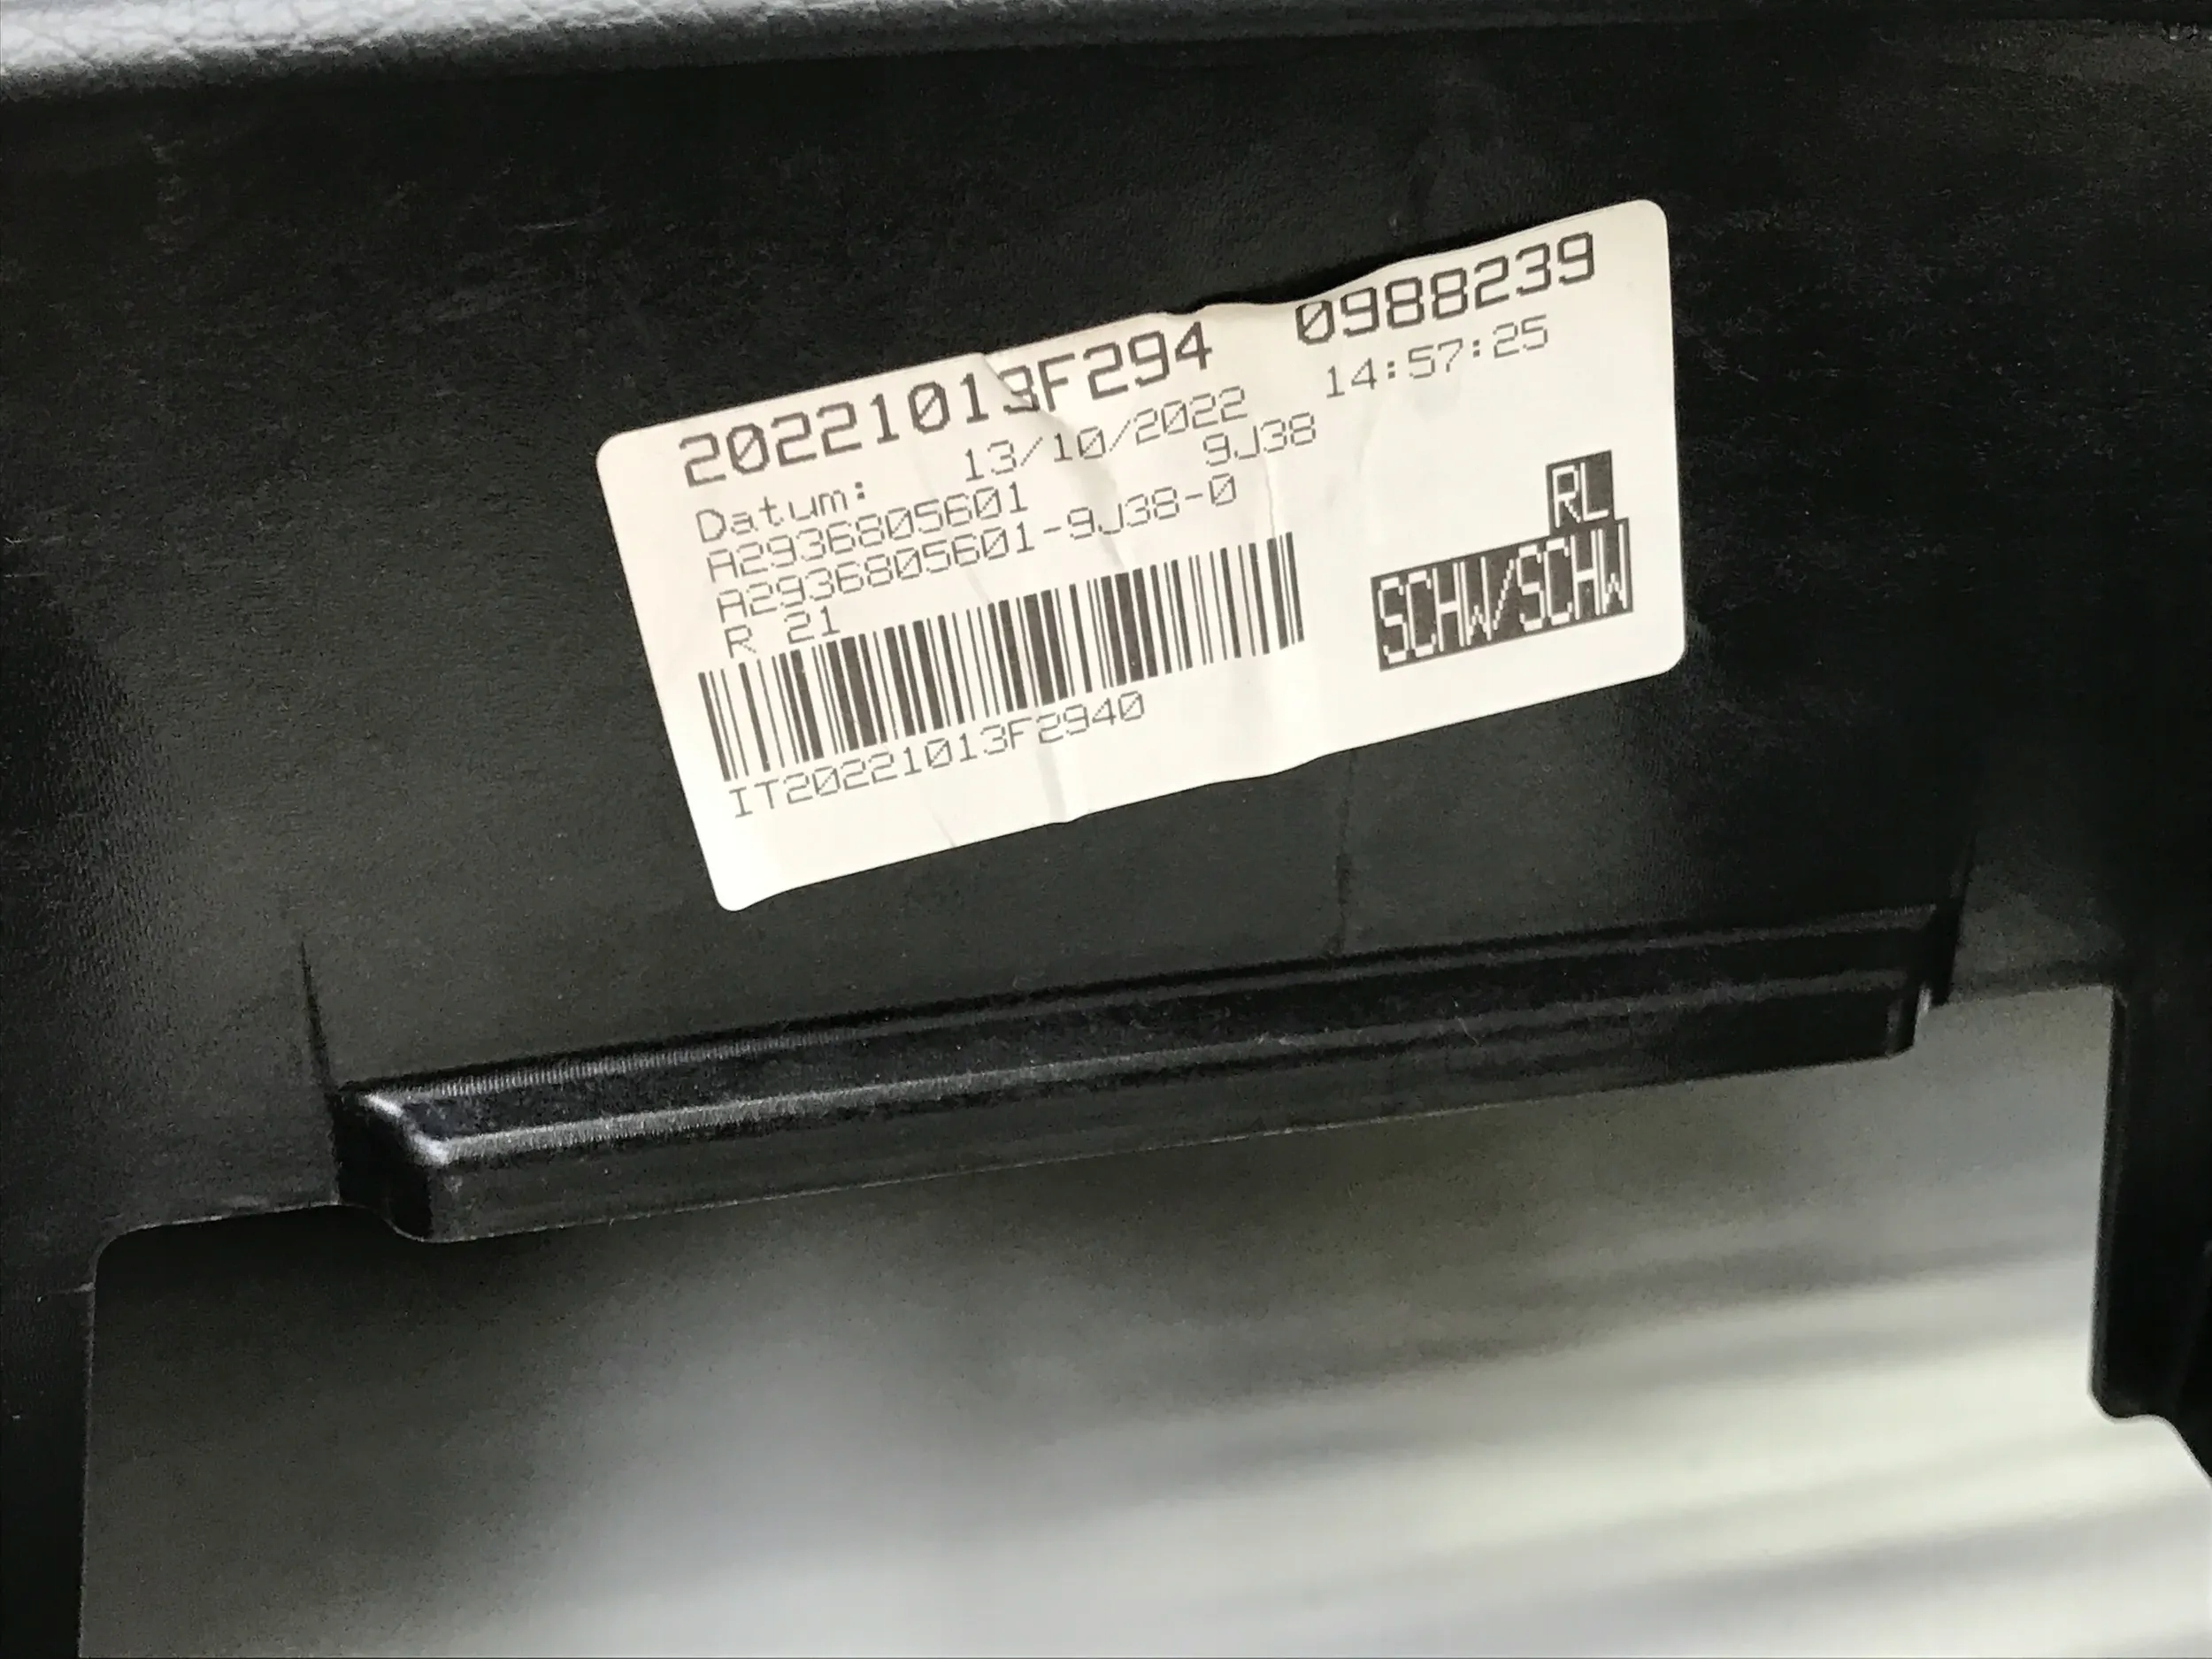 20221013F294 0988239
Datum: 13/10/2022 14:57:25
A2936805601 9J38
A2936805601-9J38-0
R 21
RL
SCHW/SCHW
IT20221013F2940